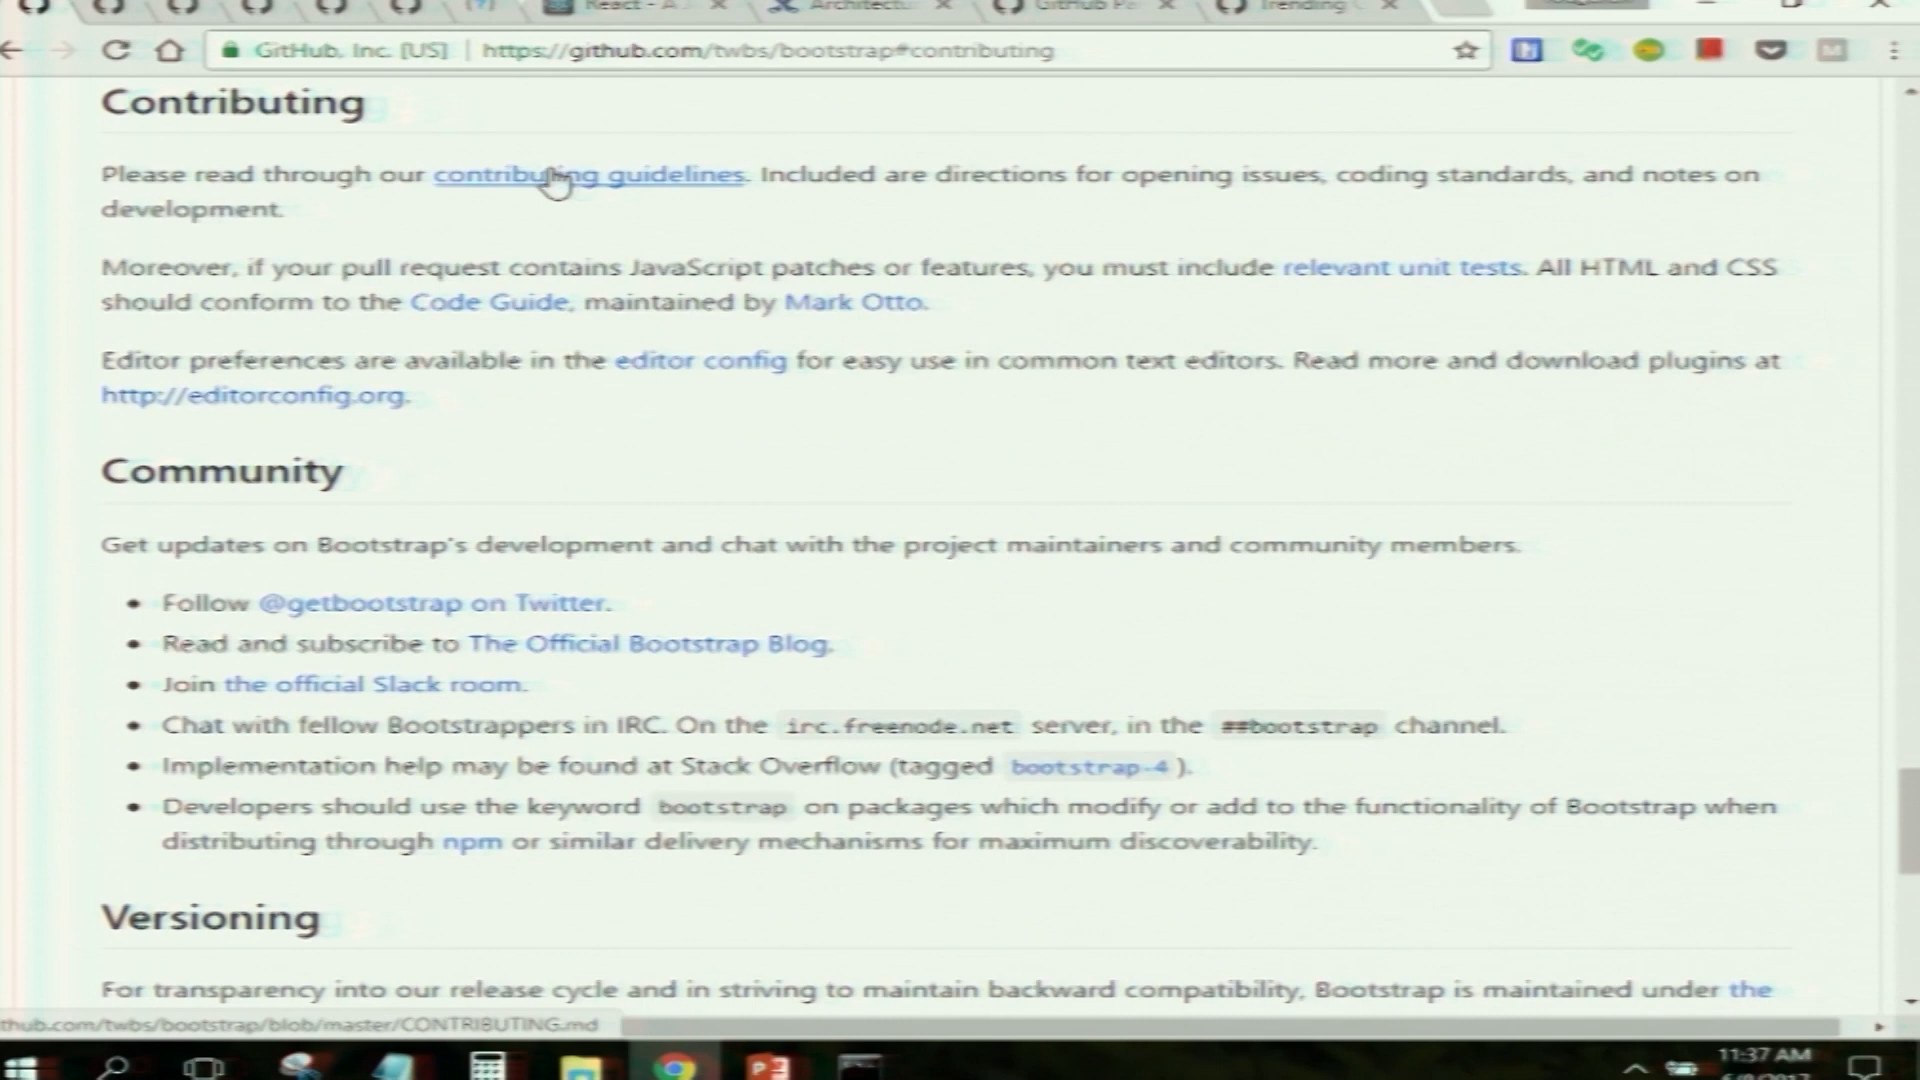 React - A
Architectu
GitHub Pa
Trending
GitHub, Inc. [US] | https://github.com/twbs/bootstrap#contributing
Contributing
Please read through our contributing guidelines. Included are directions for opening issues, coding standards, and notes on
development.
Moreover, if your pull request contains JavaScript patches or features, you must include relevant unit tests. All HTML and CSS
should conform to the Code Guide, maintained by Mark Otto.
Editor preferences are available in the editor config for easy use in common text editors. Read more and download plugins at
http://editorconfig.org.
Community
Get updates on Bootstrap's development and chat with the project maintainers and community members.
• Follow @getbootstrap on Twitter.
• Read and subscribe to The Official Bootstrap Blog.
• Join the official Slack room.
• Chat with fellow Bootstrappers in IRC. On the irc.freenode.net server, in the ##bootstrap channel.
• Implementation help may be found at Stack Overflow (tagged bootstrap-4 ).
• Developers should use the keyword bootstrap on packages which modify or add to the functionality of Bootstrap when
distributing through npm or similar delivery mechanisms for maximum discoverability.
Versioning
For transparency into our release cycle and in striving to maintain backward compatibility, Bootstrap is maintained under the
thub.com/twbs/bootstrap/blob/master/CONTRIBUTING.md
11:37 AM